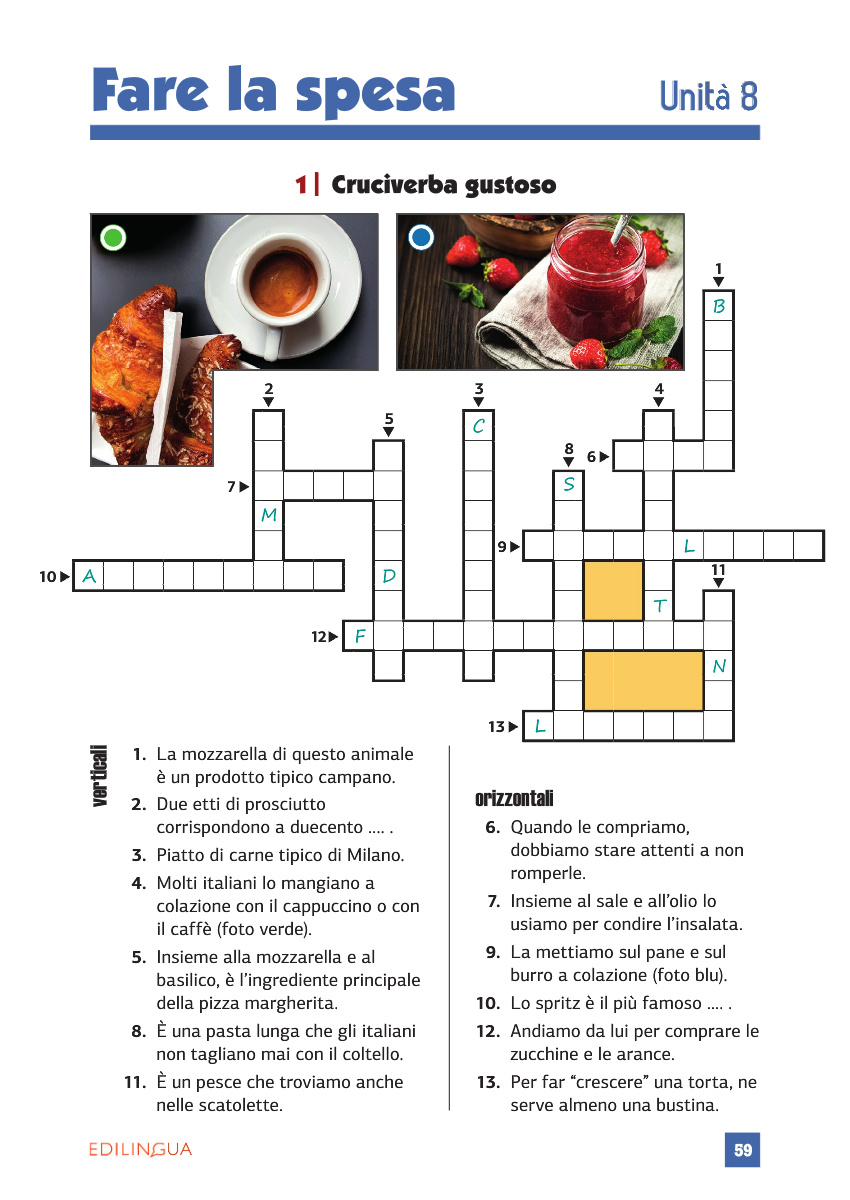 Fare la spesa
Unità 8
1| Cruciverba gustoso
1
B
2
3
4
5
C
8
6
7
S
M
9
L
10
A
D
11
T
12
F
N
13
L
verticali
1. La mozzarella di questo animale
è un prodotto tipico campano.
2. Due etti di prosciutto
corrispondono a duecento .... .
3. Piatto di carne tipico di Milano.
4. Molti italiani lo mangiano a
colazione con il cappuccino o con
il caffè (foto verde).
5. Insieme alla mozzarella e al
basilico, è l'ingrediente principale
della pizza margherita.
8. È una pasta lunga che gli italiani
non tagliano mai con il coltello.
11. È un pesce che troviamo anche
nelle scatolette.
orizzontali
6. Quando le compriamo,
dobbiamo stare attenti a non
romperle.
7. Insieme al sale e all'olio lo
usiamo per condire l'insalata.
9. La mettiamo sul pane e sul
burro a colazione (foto blu).
10. Lo spritz è il più famoso .... .
12. Andiamo da lui per comprare le
zucchine e le arance.
13. Per far “crescere” una torta, ne
serve almeno una bustina.
EDILINGUA
59